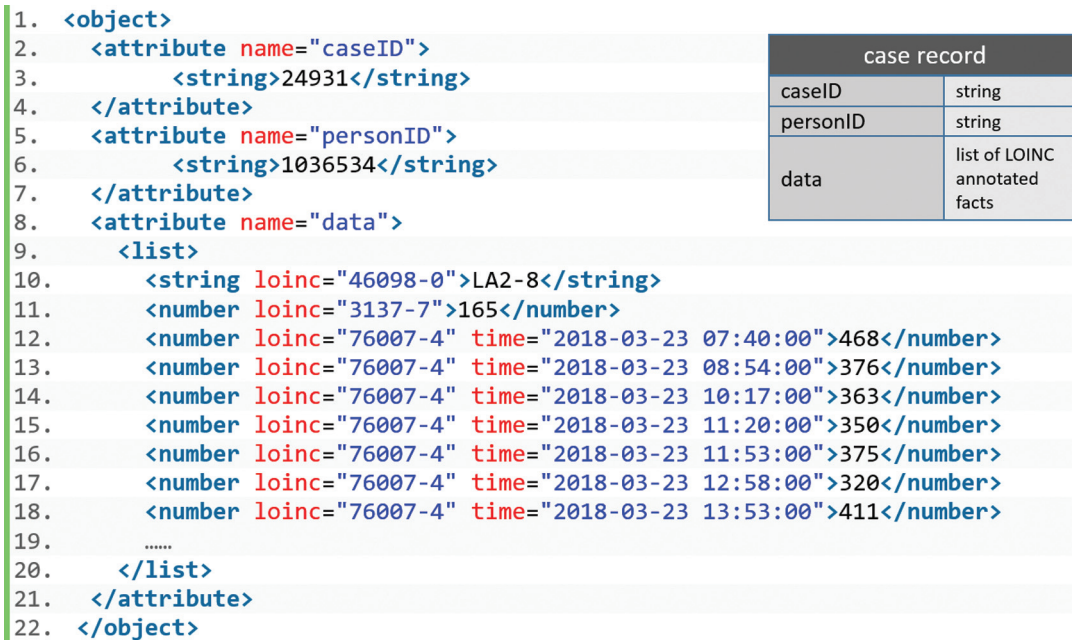 1. <object>
2. <attribute name="caseID">
3. <string>24931</string>
4. </attribute>
5. <attribute name="personID">
6. <string>1036534</string>
7. </attribute>
8. <attribute name="data">
9. <list>
10. <string loinc="46098-0">LA2-8</string>
11. <number loinc="3137-7">165</number>
12. <number loinc="76007-4" time="2018-03-23 07:40:00">468</number>
13. <number loinc="76007-4" time="2018-03-23 08:54:00">376</number>
14. <number loinc="76007-4" time="2018-03-23 10:17:00">363</number>
15. <number loinc="76007-4" time="2018-03-23 11:20:00">350</number>
16. <number loinc="76007-4" time="2018-03-23 11:53:00">375</number>
17. <number loinc="76007-4" time="2018-03-23 12:58:00">320</number>
18. <number loinc="76007-4" time="2018-03-23 13:53:00">411</number>
19. ……
20. </list>
21. </attribute>
22. </object>
case record
caseID string
personID string
data list of LOINC
annotated
facts